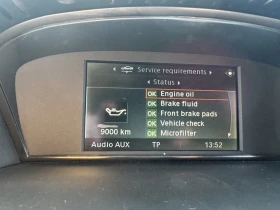 Service requirements
Status
OK Engine oil
OK Brake fluid
OK Front brake pads
OK Vehicle check
OK Microfilter
9000 km
Audio AUX TP 13:52